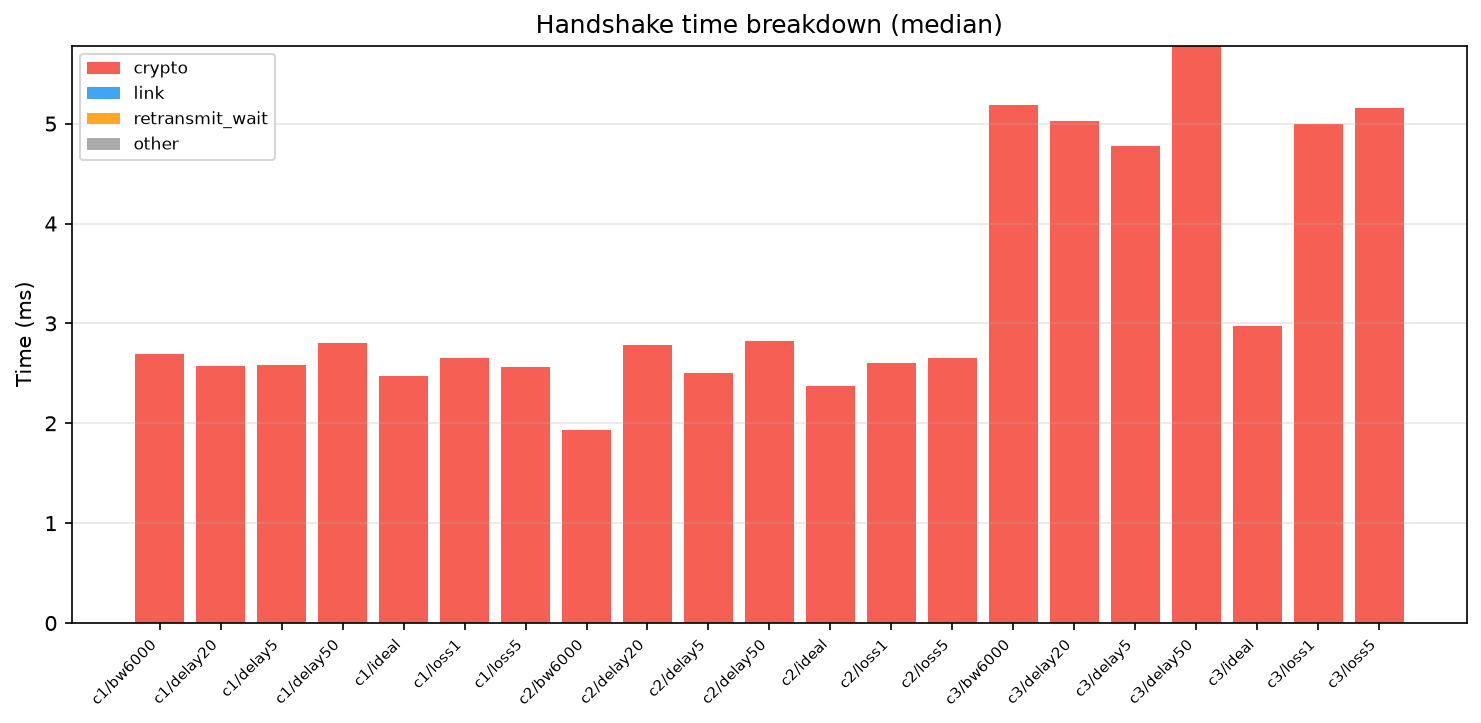 Handshake time breakdown (median)
crypto
link
retransmit_wait
other
Time (ms)
5
4
3
2
1
0
c1/bw6000
c1/delay20
c1/delay5
c1/delay50
c1/ideal
c1/loss1
c1/loss5
c2/bw6000
c2/delay20
c2/delay5
c2/delay50
c2/ideal
c2/loss1
c2/loss5
c3/bw6000
c3/delay20
c3/delay5
c3/delay50
c3/ideal
c3/loss1
c3/loss5